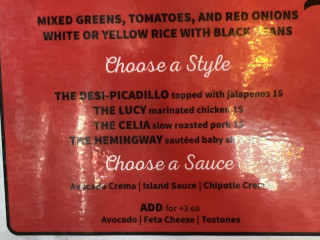 MIXED GREENS, TOMATOES, AND RED ONIONS
WHITE OR YELLOW RICE WITH BLACK BEANS
Choose a Style
THE DESI-PICADILLO topped with jalapenos 15
THE LUCY marinated chicken 15
THE CELIA slow roasted pork 15
THE HEMINGWAY sautéed baby
Choose a Sauce
Avocado Crema | Island Sauce | Chipotle Crema
ADD for +3 ea
Avocado | Feta Cheese | Tostones